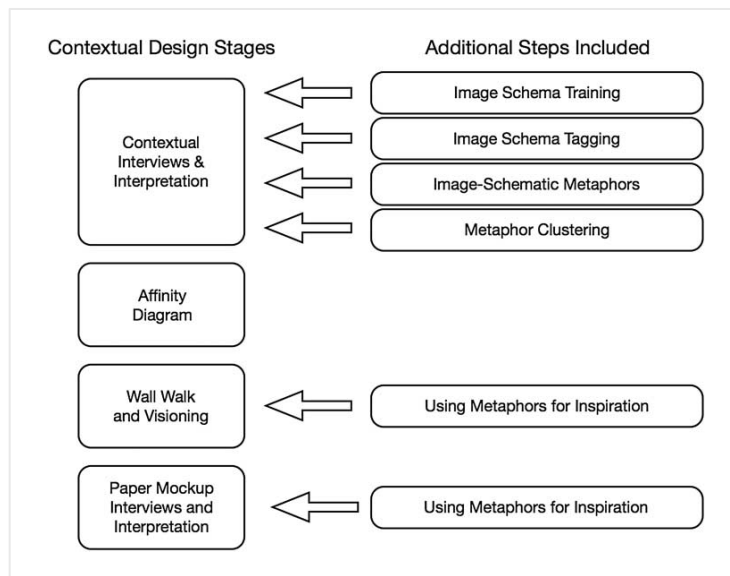 Contextual Design Stages
Additional Steps Included
Contextual
Interviews &
Interpretation
Image Schema Training
Image Schema Tagging
Image-Schematic Metaphors
Metaphor Clustering
Affinity
Diagram
Wall Walk
and Visioning
Using Metaphors for Inspiration
Paper Mockup
Interviews and
Interpretation
Using Metaphors for Inspiration